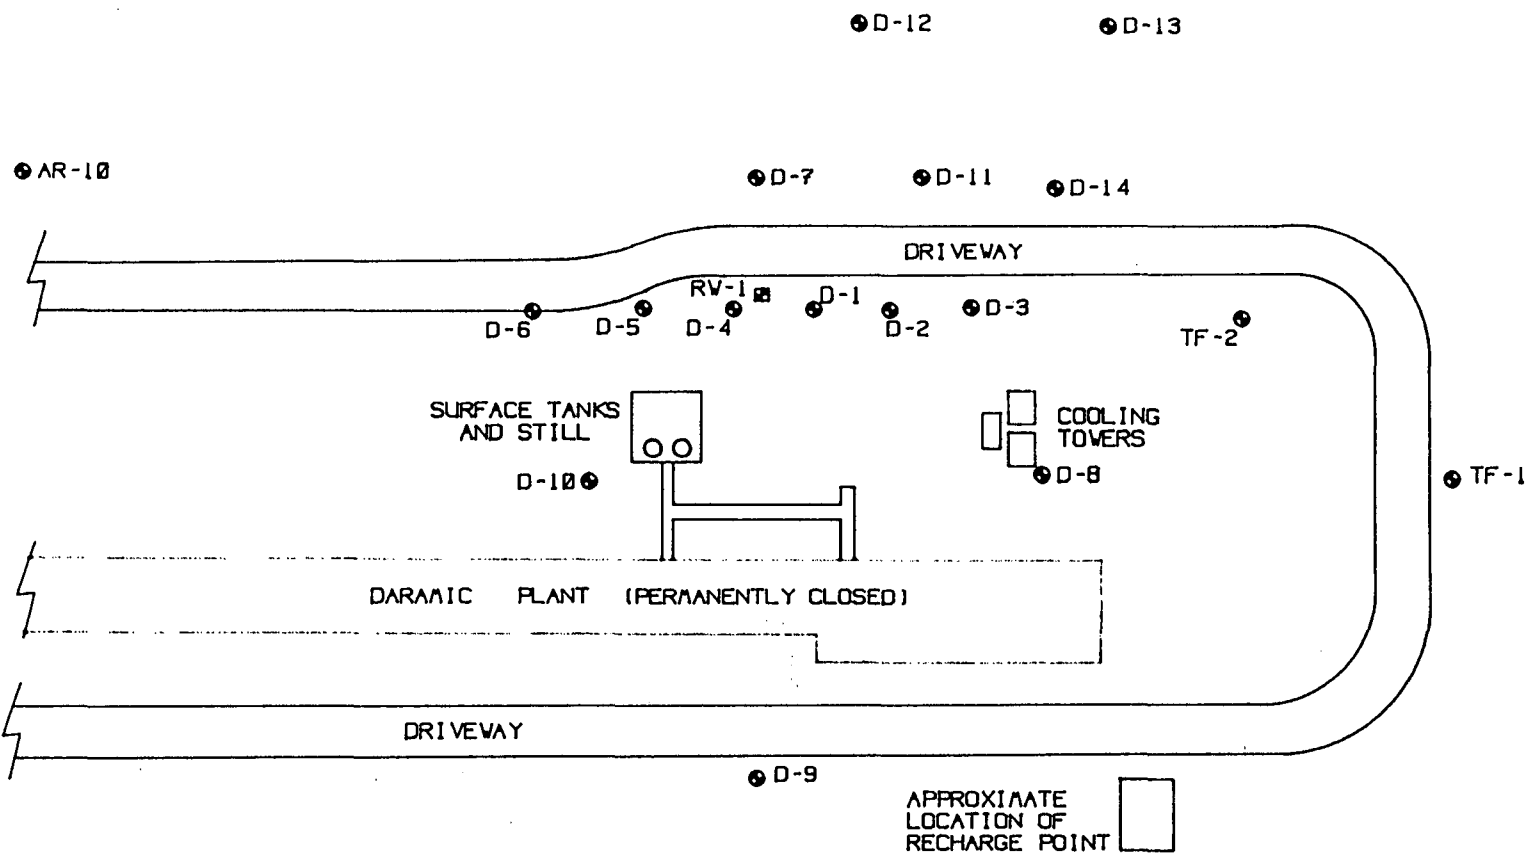 D-12
D-13
AR-10
D-7
D-11
D-14
DRIVEWAY
RW-1
D-1
D-6
D-5
D-4
D-2
D-3
TF-2
SURFACE TANKS
AND STILL
COOLING
TOWERS
D-10
D-8
TF-1
DARAMIC PLANT (PERMANENTLY CLOSED)
DRIVEWAY
D-9
APPROXIMATE
LOCATION OF
RECHARGE POINT